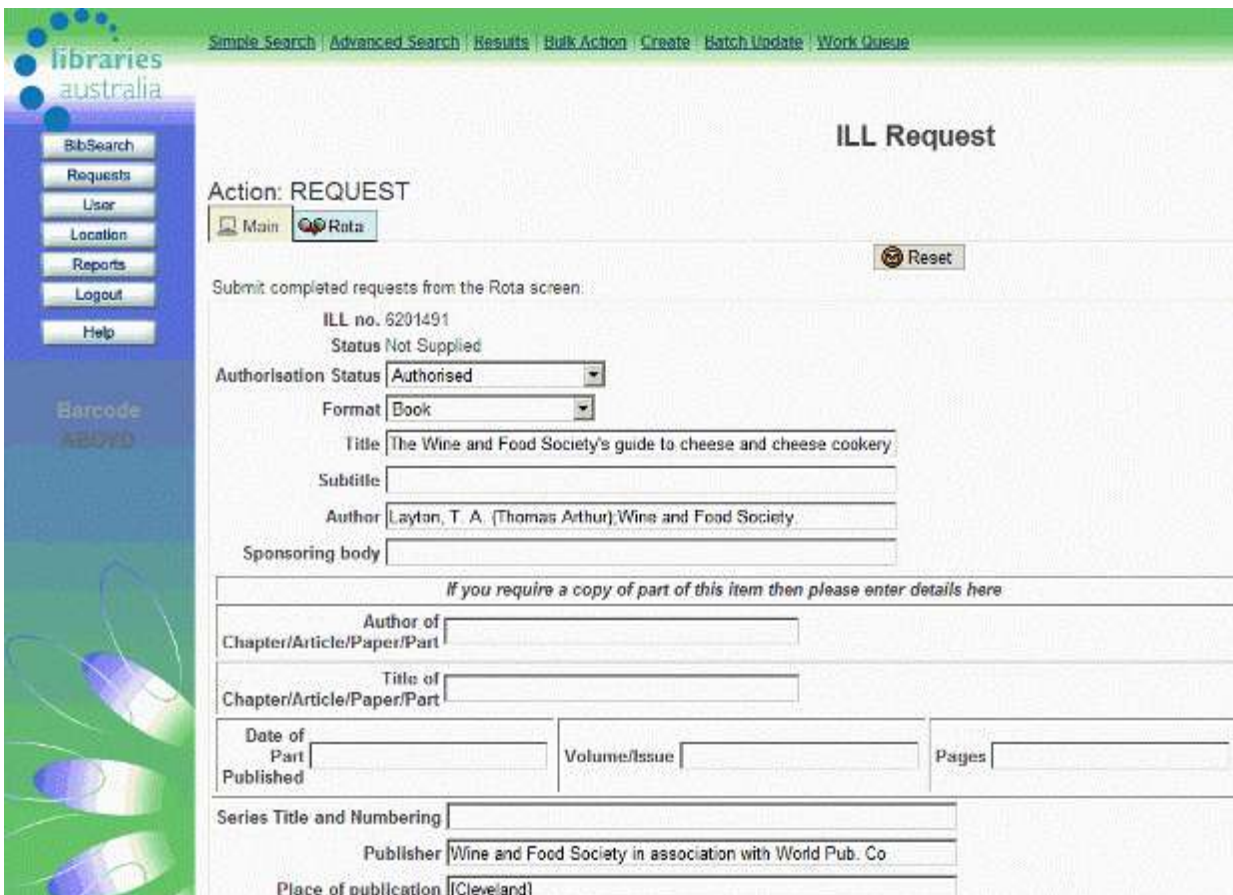 libraries
australia
Simple Search | Advanced Search | Results | Bulk Action | Create | Batch Update | Work Queue
BibSearch
Requests
User
Location
Reports
Logout
Help
Barcode
ABOYD
ILL Request
Action: REQUEST
Main Rota
Reset
Submit completed requests from the Rota screen.
ILL no. 6201491
Status Not Supplied
Authorisation Status Authorised
Format Book
Title The Wine and Food Society's guide to cheese and cheese cookery
Subtitle
Author Layton, T. A. (Thomas Arthur);Wine and Food Society.
Sponsoring body
If you require a copy of part of this item then please enter details here
Author of
Chapter/Article/Paper/Part
Title of
Chapter/Article/Paper/Part
Date of
Part
Published
Volume/Issue
Pages
Series Title and Numbering
Publisher Wine and Food Society in association with World Pub. Co
Place of publication [Cleveland]